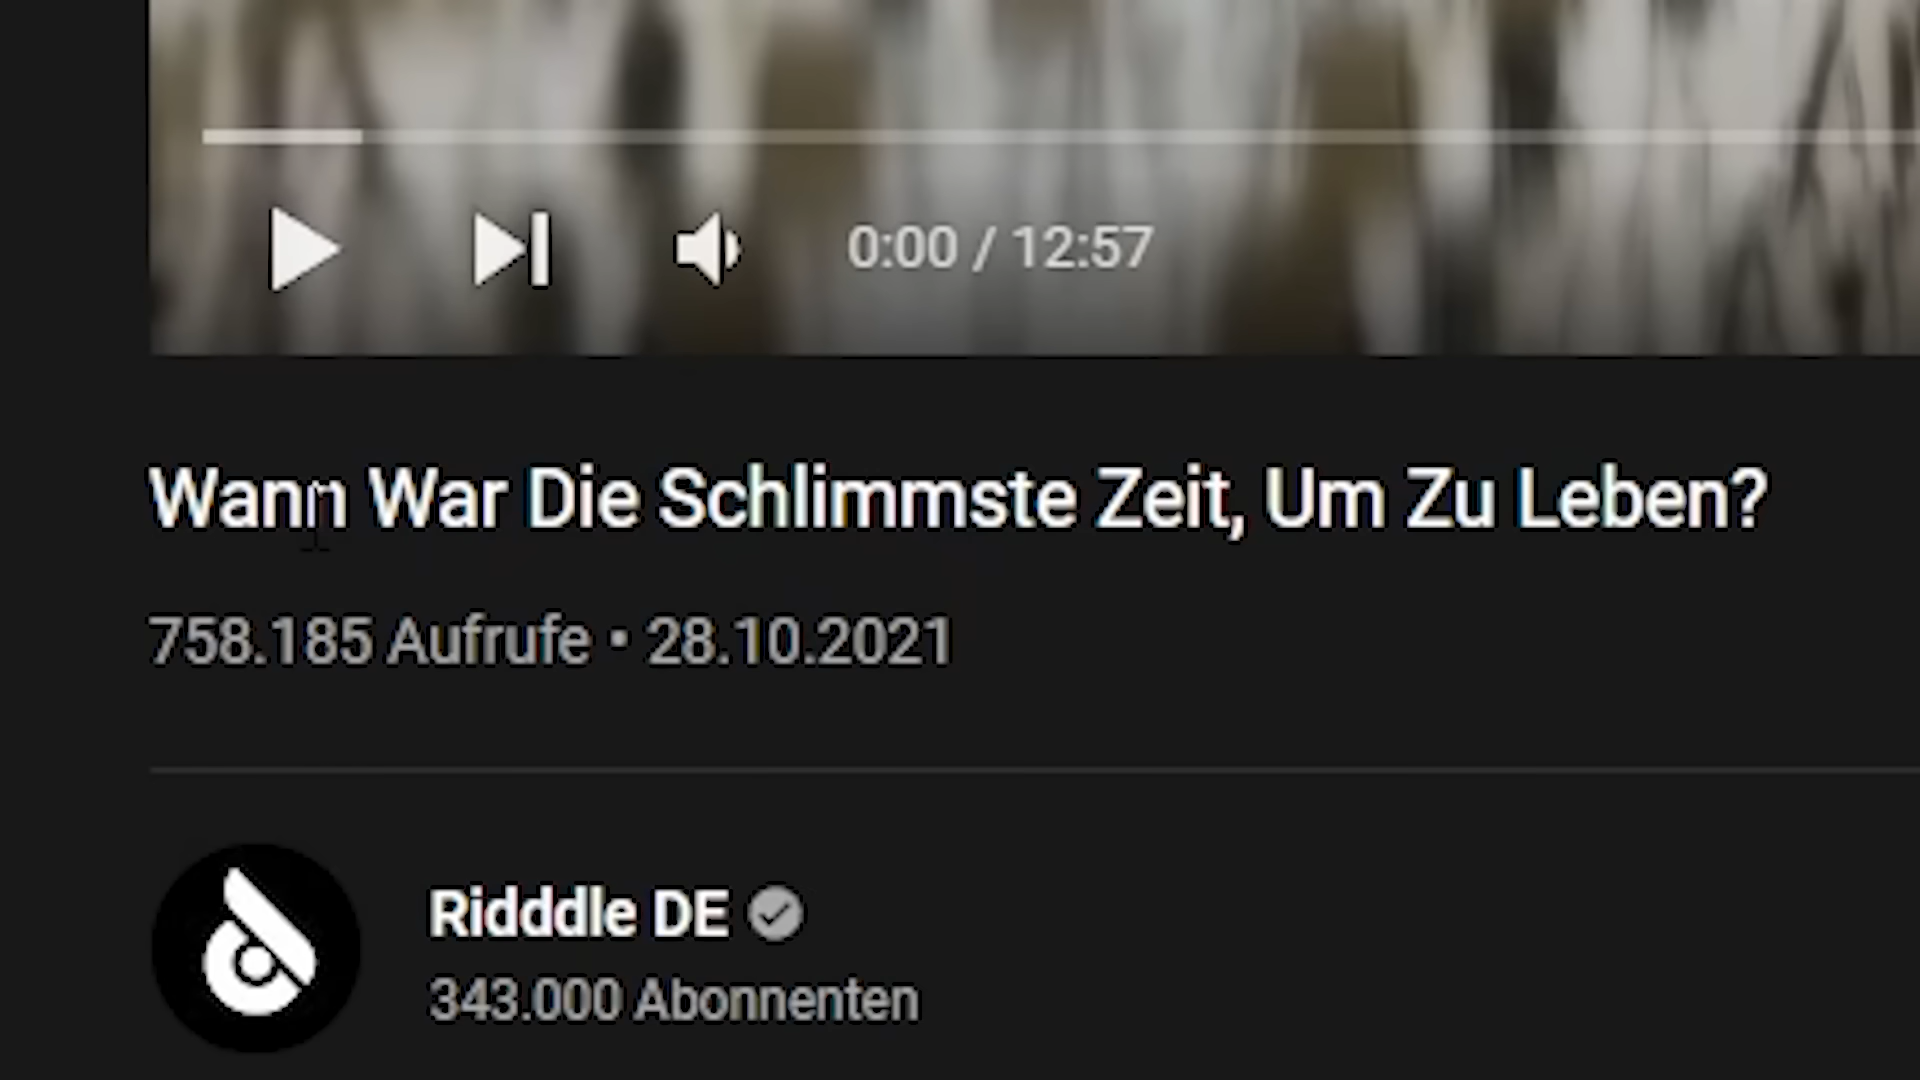 0:00 / 12:57
Wann War Die Schlimmste Zeit, Um Zu Leben?
758.185 Aufrufe • 28.10.2021
Ridddle DE
343.000 Abonnenten